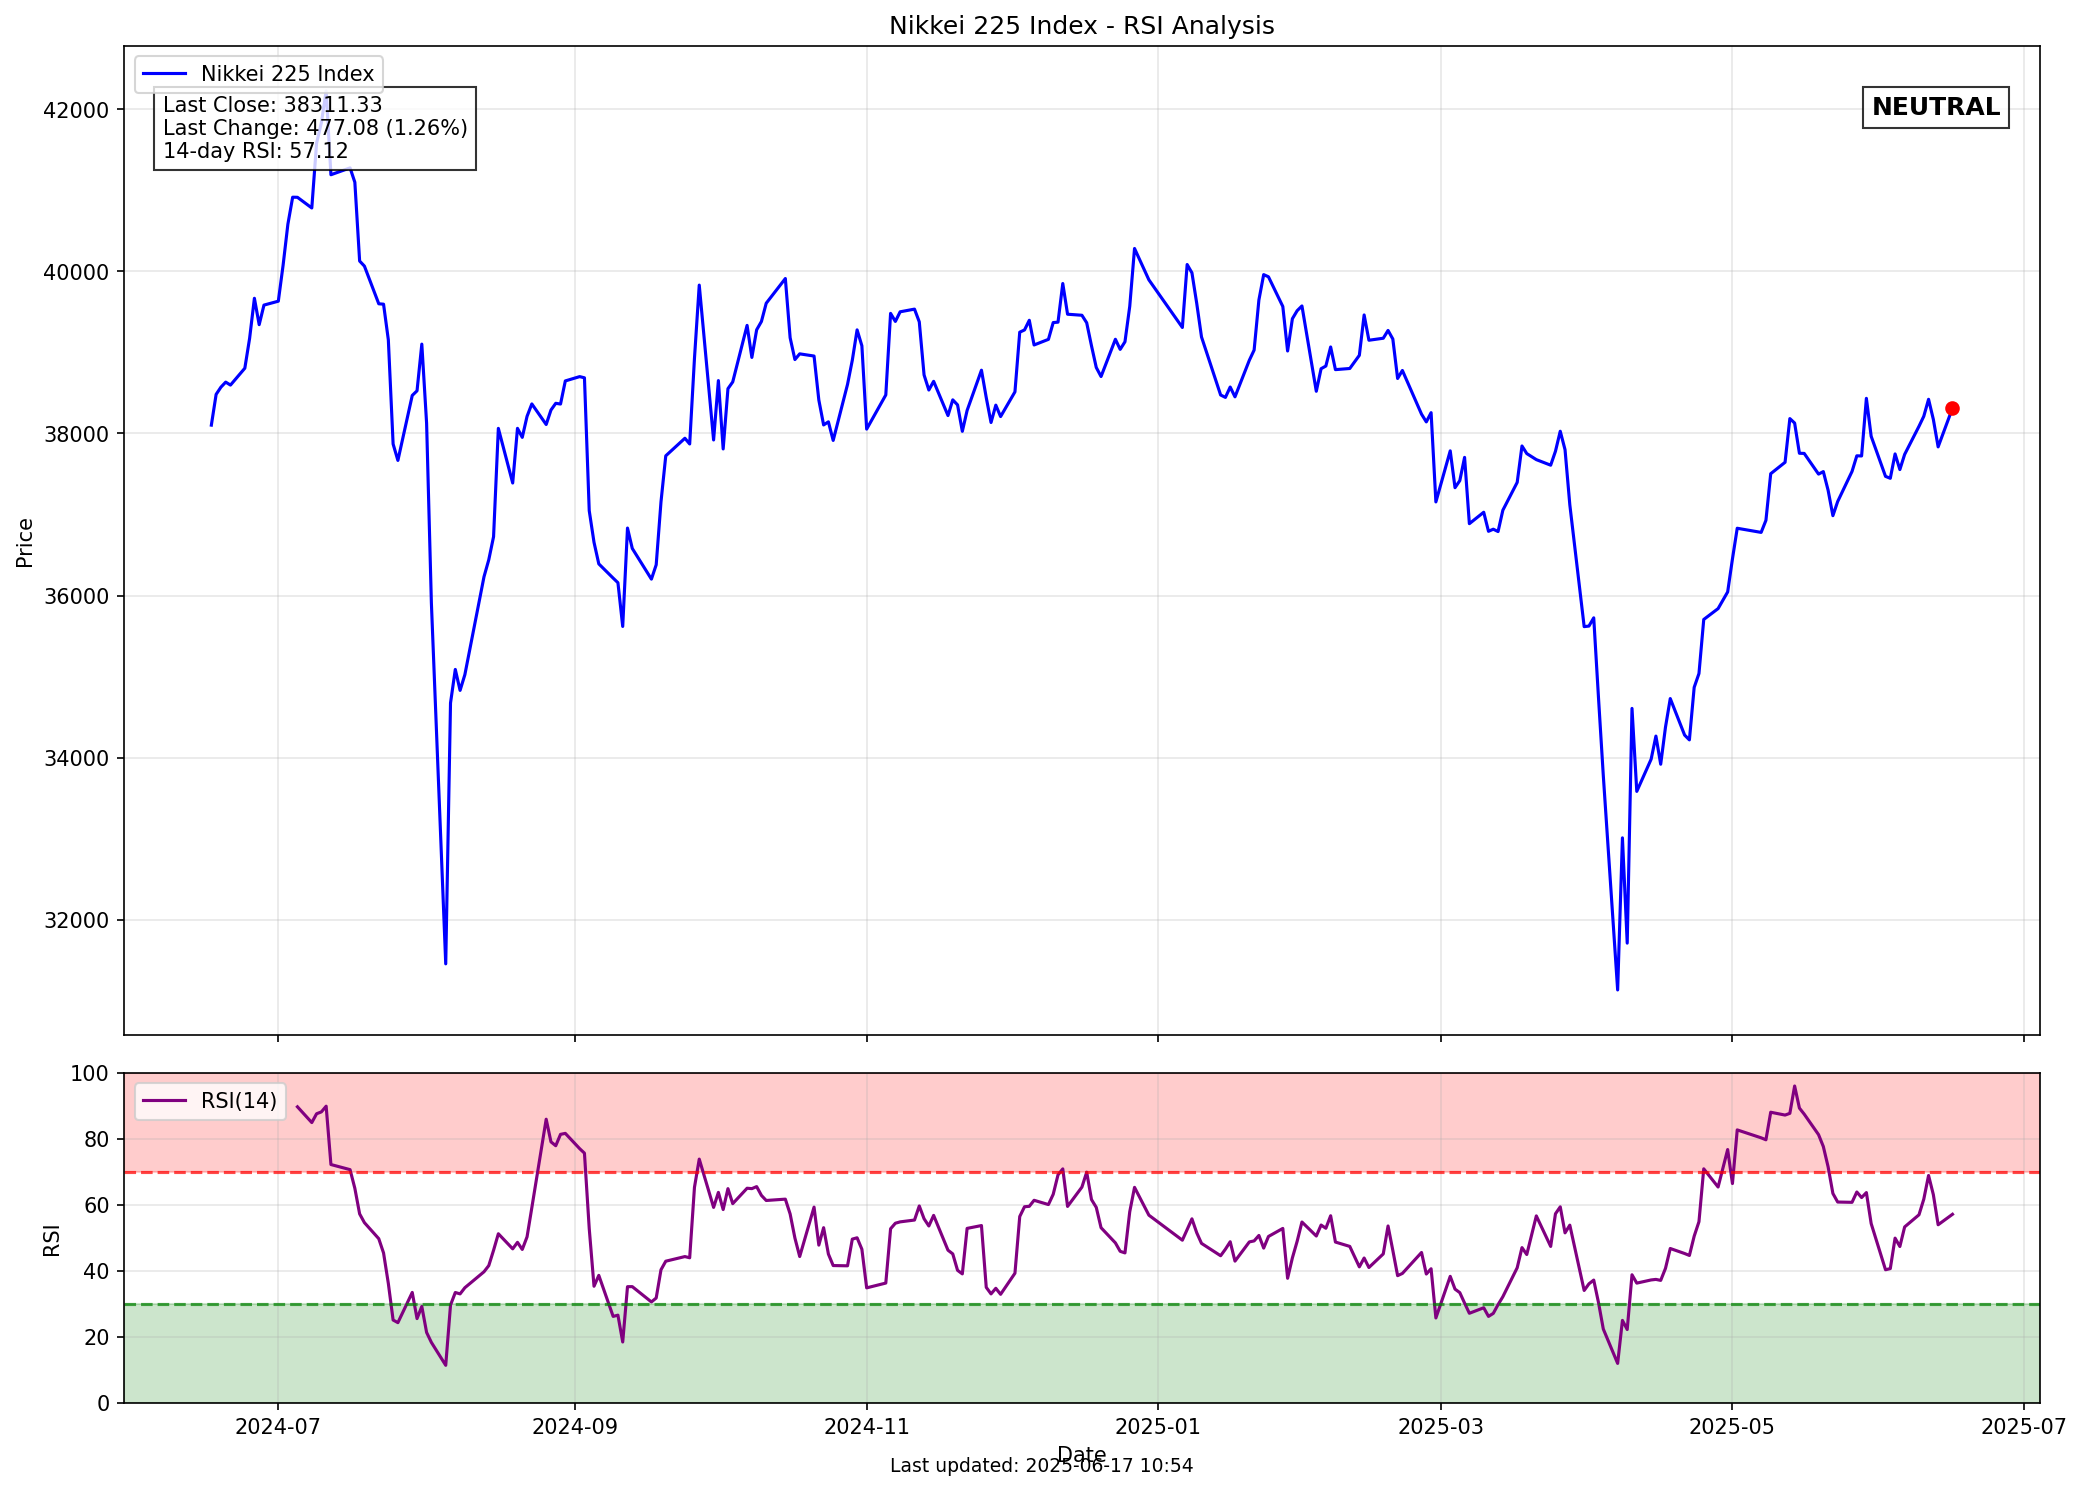 Nikkei 225 Index - RSI Analysis
Nikkei 225 Index
Last Close: 38311.33
Last Change: 477.08 (1.26%)
14-day RSI: 57.12
NEUTRAL
42000
40000
38000
36000
34000
32000
Price
100
80
60
40
20
0
RSI
RSI(14)
2024-07
2024-09
2024-11
2025-01
2025-03
2025-05
2025-07
Date
Last updated: 2025-06-17 10:54